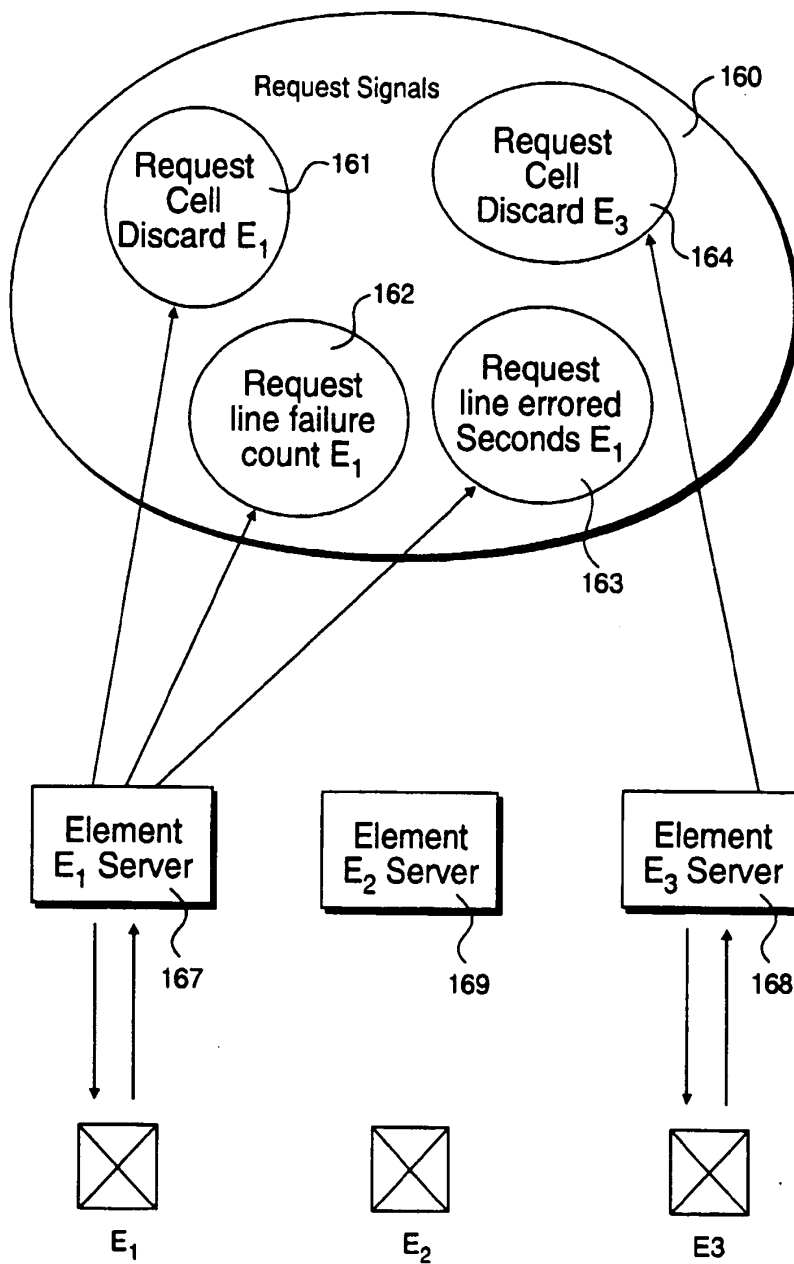 Request Signals
160
Request
Cell
Discard E₁
161
Request
Cell
Discard E₃
164
162
Request
line failure
count E₁
Request
line errored
Seconds E₁
163
Element
E₁ Server
167
Element
E₂ Server
169
Element
E₃ Server
168
E₁
E₂
E3